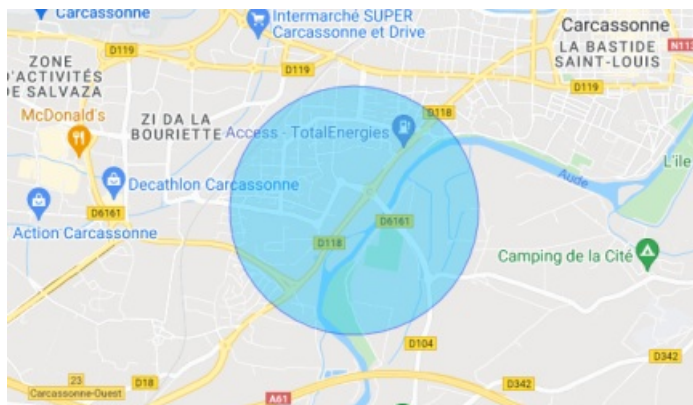 Carcassonne
Intermarché SUPER
Carcassonne et Drive
Carcassonne
LA BASTIDE
SAINT-LOUIS
N113
D119
D119
D119
ZONE
D'ACTIVITÉS
DE SALVAZA
McDonald's
ZI DA LA
BOURIETTE
Access - TotalEnergies
D118
Decathlon Carcassonne
Action Carcassonne
D6161
D6161
D118
Aude
L'île
Camping de la Cité
D104
D342
D342
23
Carcassonne-Ouest
D18
A61